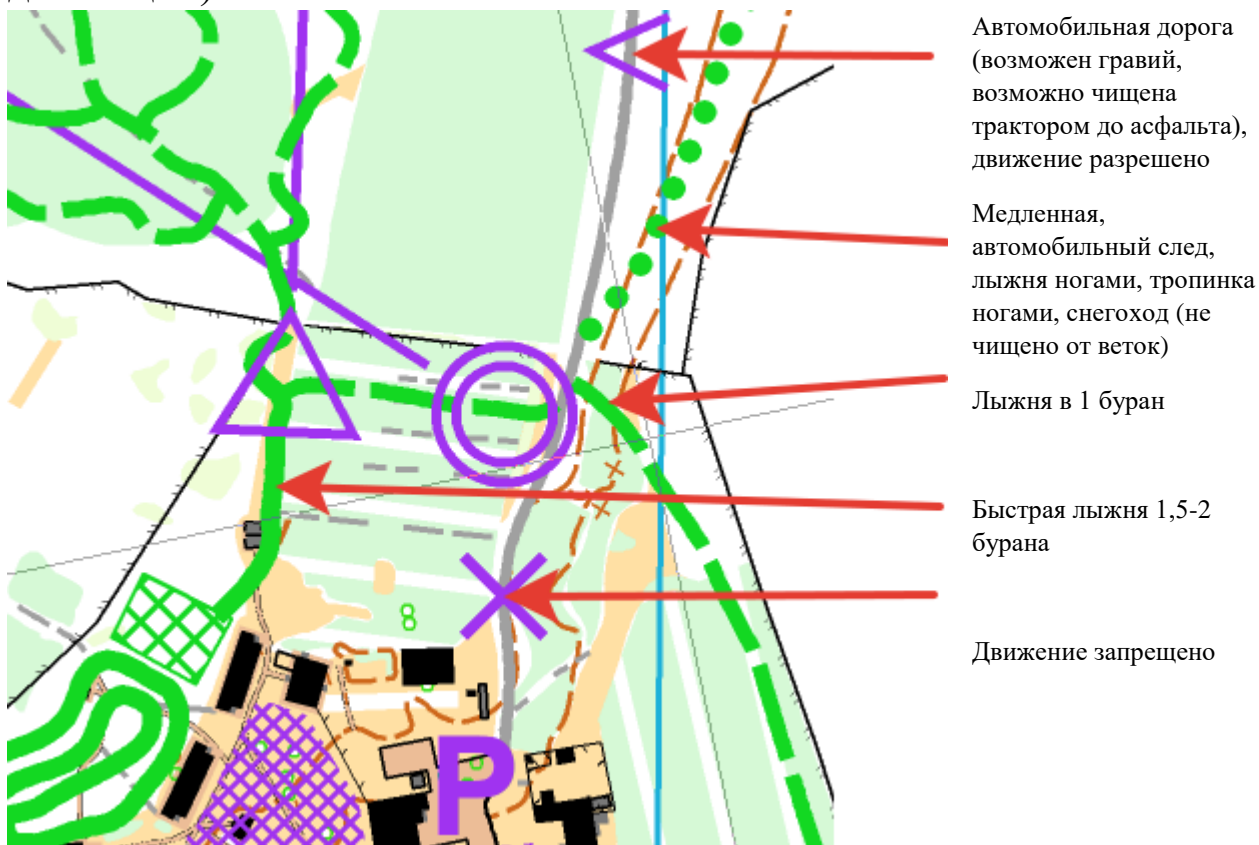 Автомобильная дорога
(возможен гравий,
возможно чищена
трактором до асфальта),
движение разрешено
Медленная,
автомобильный след,
лыжня ногами, тропинка
ногами, снегоход (не
чищено от веток)
Лыжня в 1 буран
Быстрая лыжня 1,5-2
бурана
Движение запрещено
P